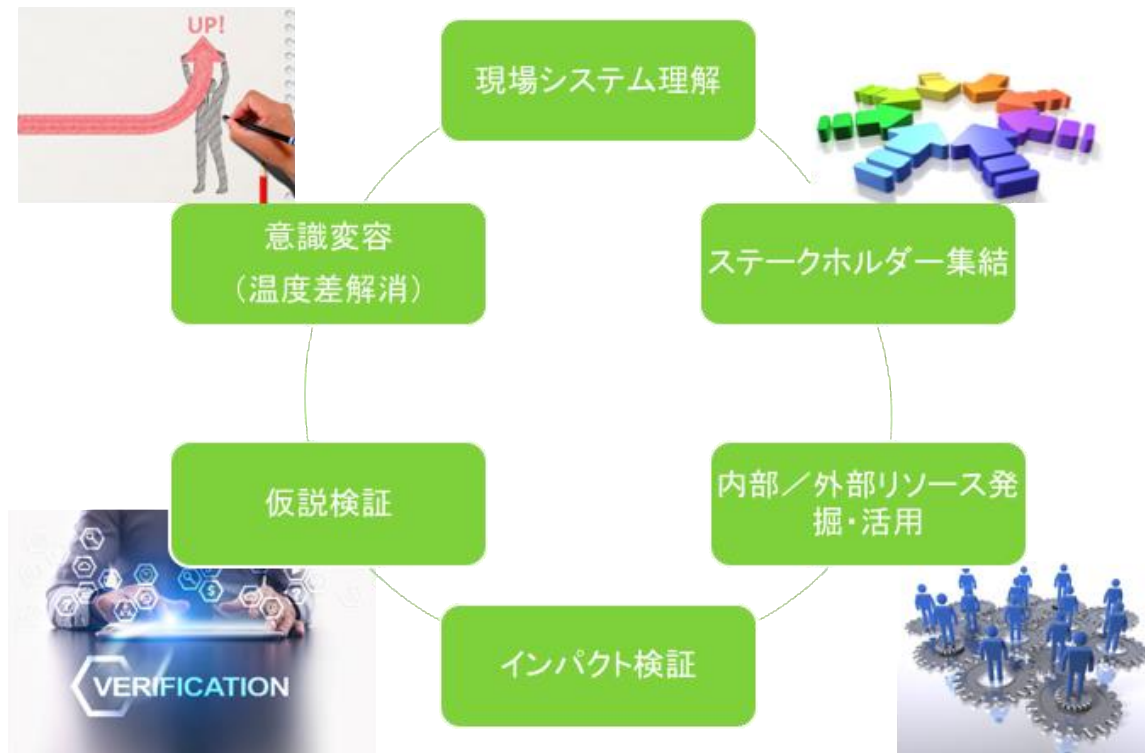 UP!
現場システム理解
意識変容
（温度差解消）
ステークホルダー集結
仮説検証
内部／外部リソース発
掘・活用
VERIFICATION
インパクト検証